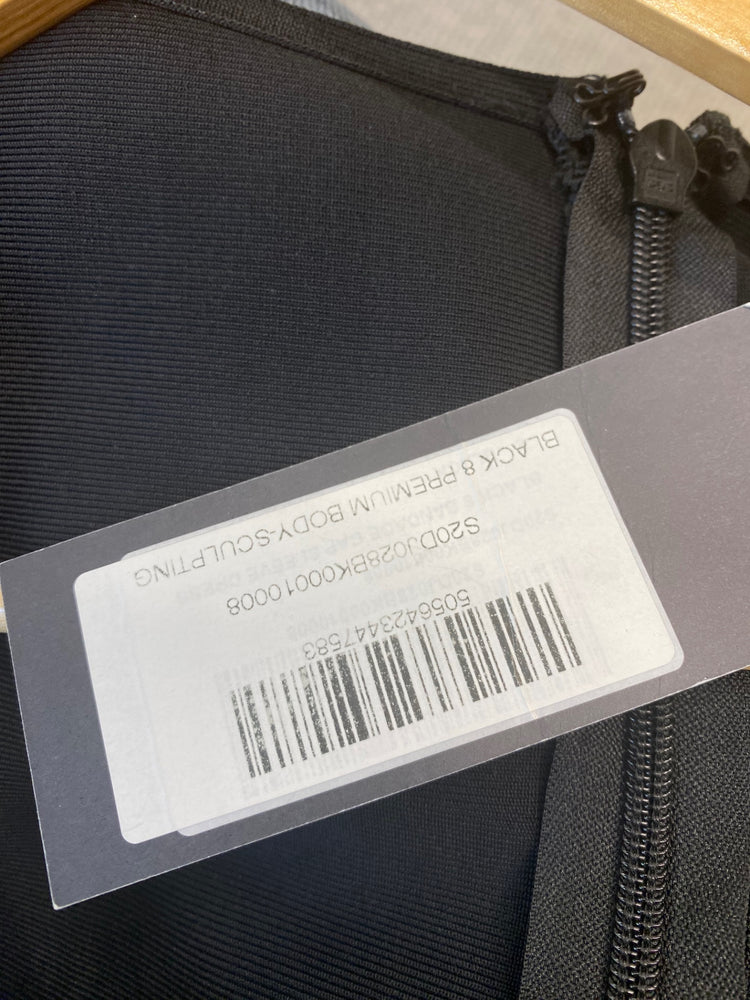 5056423447583
S20DJ028BK00010008
BLACK 8 PREMIUM BODY-SCULPTING